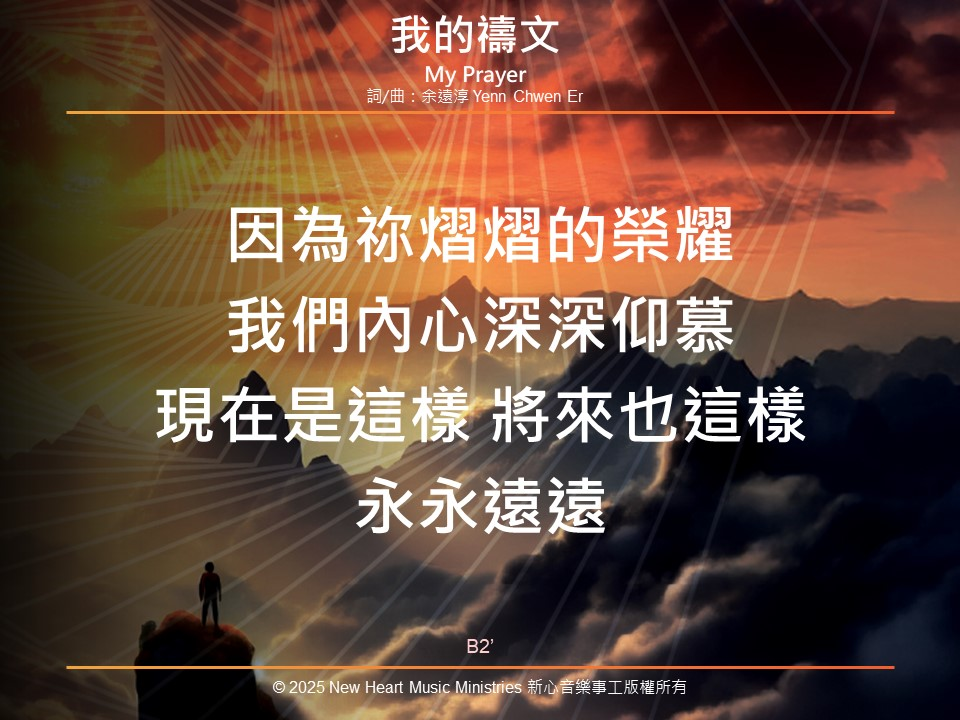 我的禱文
My Prayer
詞/曲：余遠淳 Yenn Chwen Er
因為祢熠熠的榮耀
我們內心深深仰慕
現在是這樣 將來也這樣
永永遠遠
B2’
© 2025 New Heart Music Ministries 新心音樂事工版權所有